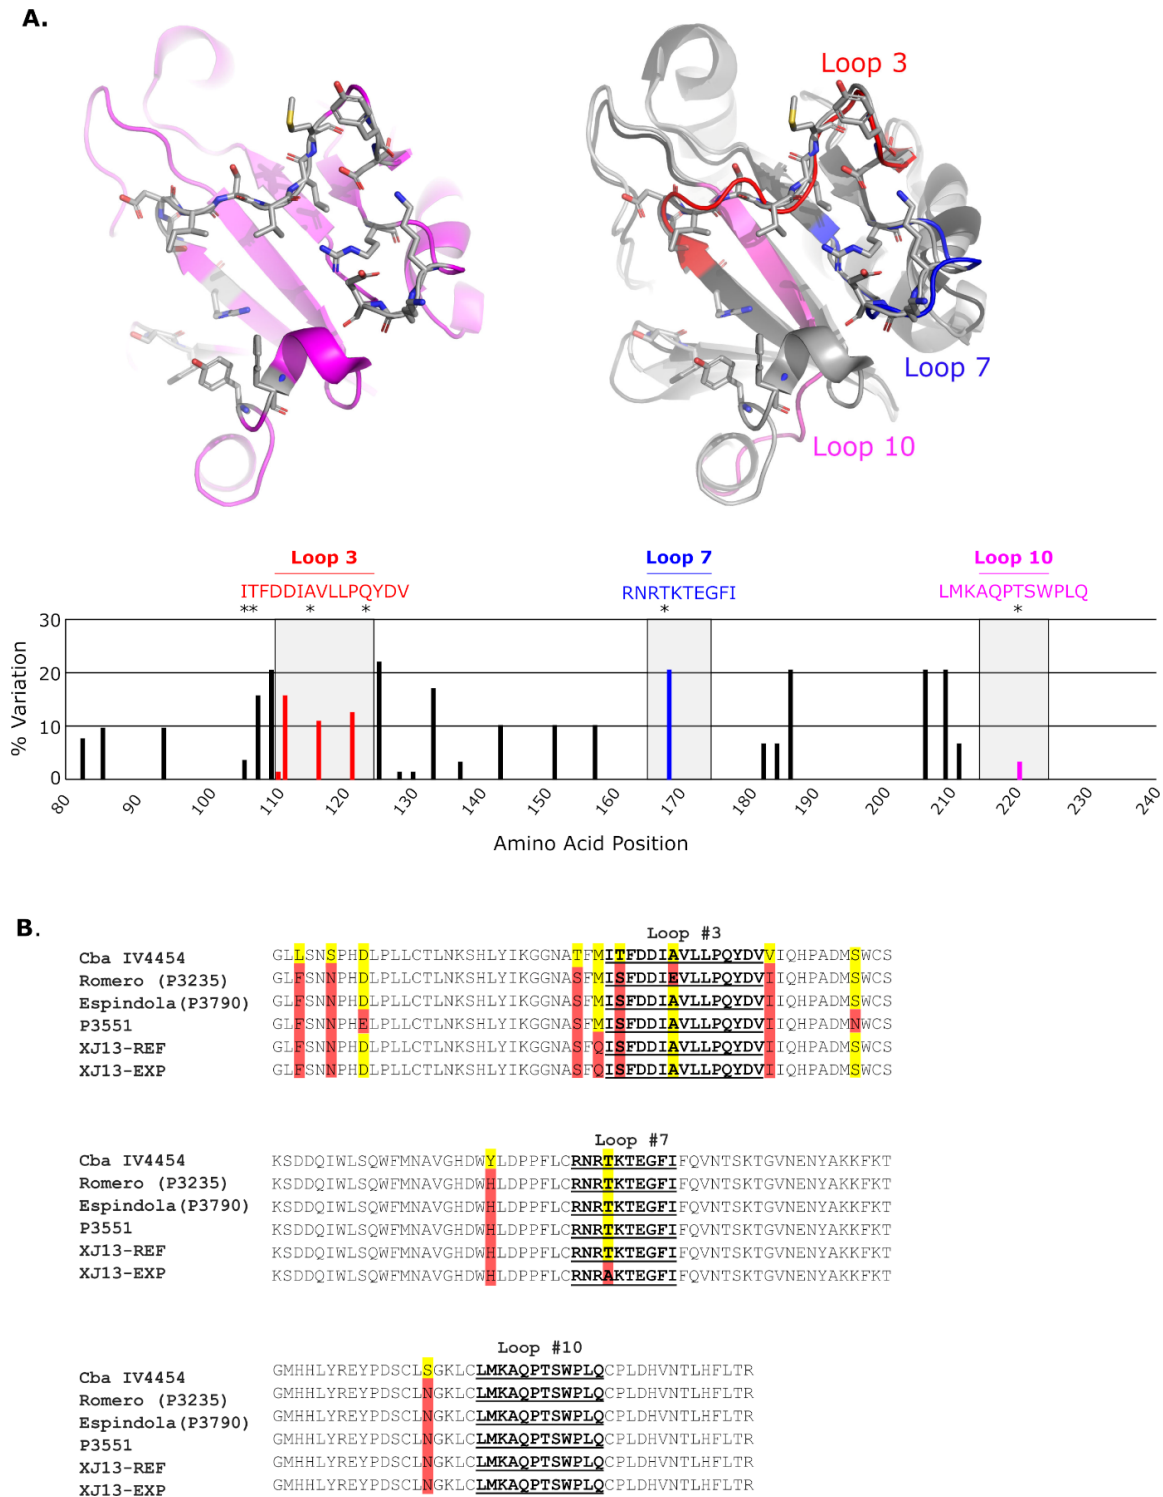 A.
Loop 3
Loop 7
Loop 10
Loop 3 Loop 7 Loop 10
ITFDDIAVLLPQYDV RNRTKTEGFI LMKAQPTSWPLQ
** * * * *
30
20
10
0
% Variation
80 90 100 110 120 130 140 150 160 170 180 190 200 210 220 230 240
Amino Acid Position
B.
Loop #3
Cba IV4454 GLLSNSPHDLPLLCTLNKSHLYIKGGNATFMITFDDIAVLLPQYDVVIQHPADMSWCS
Romero (P3235) GLFSNNPHDLPLLCTLNKSHLYIKGGNASFMISFDDIEVLLPQYDVIIQHPADMSWCS
Espindola(P3790) GLFSNNPHDLPLLCTLNKSHLYIKGGNASFMISFDDIAVLLPQYDVIIQHPADMSWCS
P3551 GLFSNNPHELPLLCTLNKSHLYIKGGNASFMISFDDIAVLLPQYDVIIQHPADMNWCS
XJ13-REF GLFSNNPHDLPLLCTLNKSHLYIKGGNASFQISFDDIAVLLPQYDVIIQHPADMSWCS
XJ13-EXP GLFSNNPHDLPLLCTLNKSHLYIKGGNASFQISFDDIAVLLPQYDVIIQHPADMSWCS
Loop #7
Cba IV4454 KSDDQIWLSQWFMNAVGHDWYLDPPFLCRNRTKTEGFIFQVNTSKTGVNENYAKKFKT
Romero (P3235) KSDDQIWLSQWFMNAVGHDWHLDPPFLCRNRTKTEGFIFQVNTSKTGVNENYAKKFKT
Espindola(P3790) KSDDQIWLSQWFMNAVGHDWHLDPPFLCRNRTKTEGFIFQVNTSKTGVNENYAKKFKT
P3551 KSDDQIWLSQWFMNAVGHDWHLDPPFLCRNRTKTEGFIFQVNTSKTGVNENYAKKFKT
XJ13-REF KSDDQIWLSQWFMNAVGHDWHLDPPFLCRNRTKTEGFIFQVNTSKTGVNENYAKKFKT
XJ13-EXP KSDDQIWLSQWFMNAVGHDWHLDPPFLCRNRAKTEGFIFQVNTSKTGVNENYAKKFKT
Loop #10
Cba IV4454 GMHHLYREYPDSCLSGKLCLMKAQPTSWPLQCPLDHVNTLHFLTR
Romero (P3235) GMHHLYREYPDSCLNGKLCLMKAQPTSWPLQCPLDHVNTLHFLTR
Espindola(P3790) GMHHLYREYPDSCLNGKLCLMKAQPTSWPLQCPLDHVNTLHFLTR
P3551 GMHHLYREYPDSCLNGKLCLMKAQPTSWPLQCPLDHVNTLHFLTR
XJ13-REF GMHHLYREYPDSCLNGKLCLMKAQPTSWPLQCPLDHVNTLHFLTR
XJ13-EXP GMHHLYREYPDSCLNGKLCLMKAQPTSWPLQCPLDHVNTLHFLTR